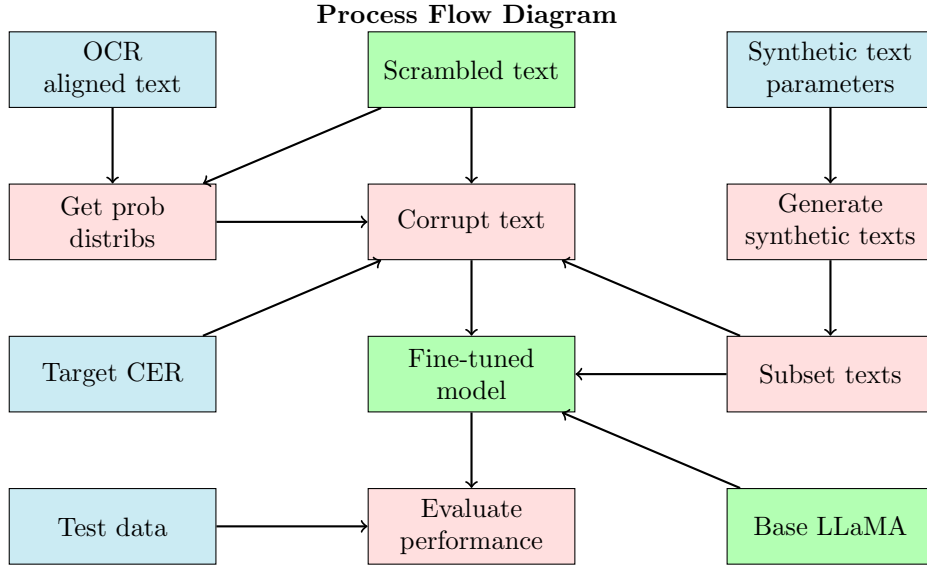 Process Flow Diagram
OCR
aligned text
Scrambled text
Synthetic text
parameters
Get prob
distribs
Corrupt text
Generate
synthetic texts
Target CER
Fine-tuned
model
Subset texts
Test data
Evaluate
performance
Base LLaMA